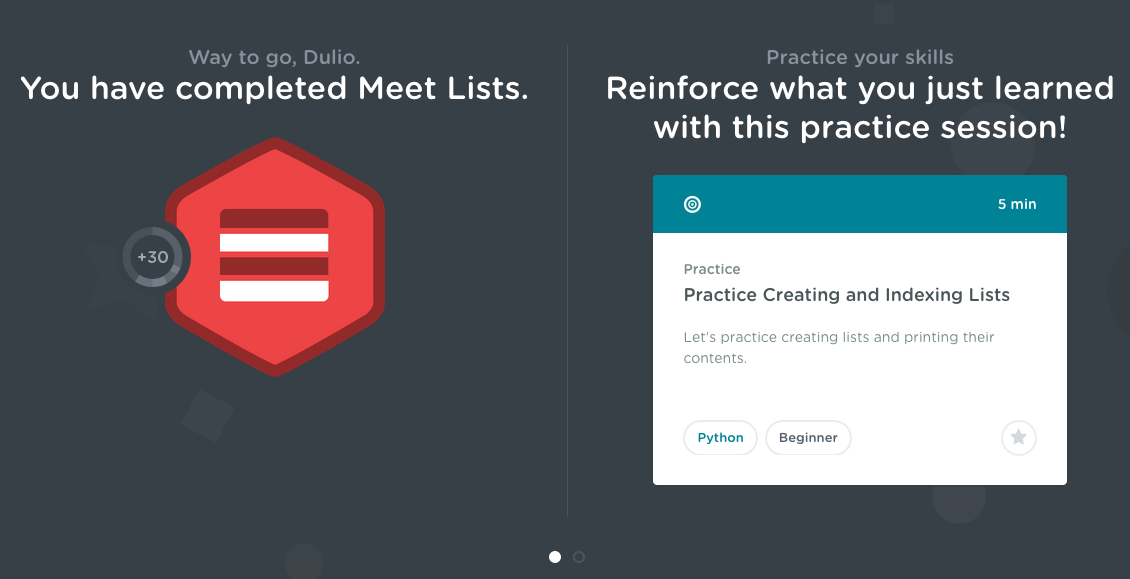 Way to go, Dulio.
You have completed Meet Lists.
+30
Practice your skills
Reinforce what you just learned
with this practice session!
5 min
Practice
Practice Creating and Indexing Lists
Let's practice creating lists and printing their
contents.
Python
Beginner